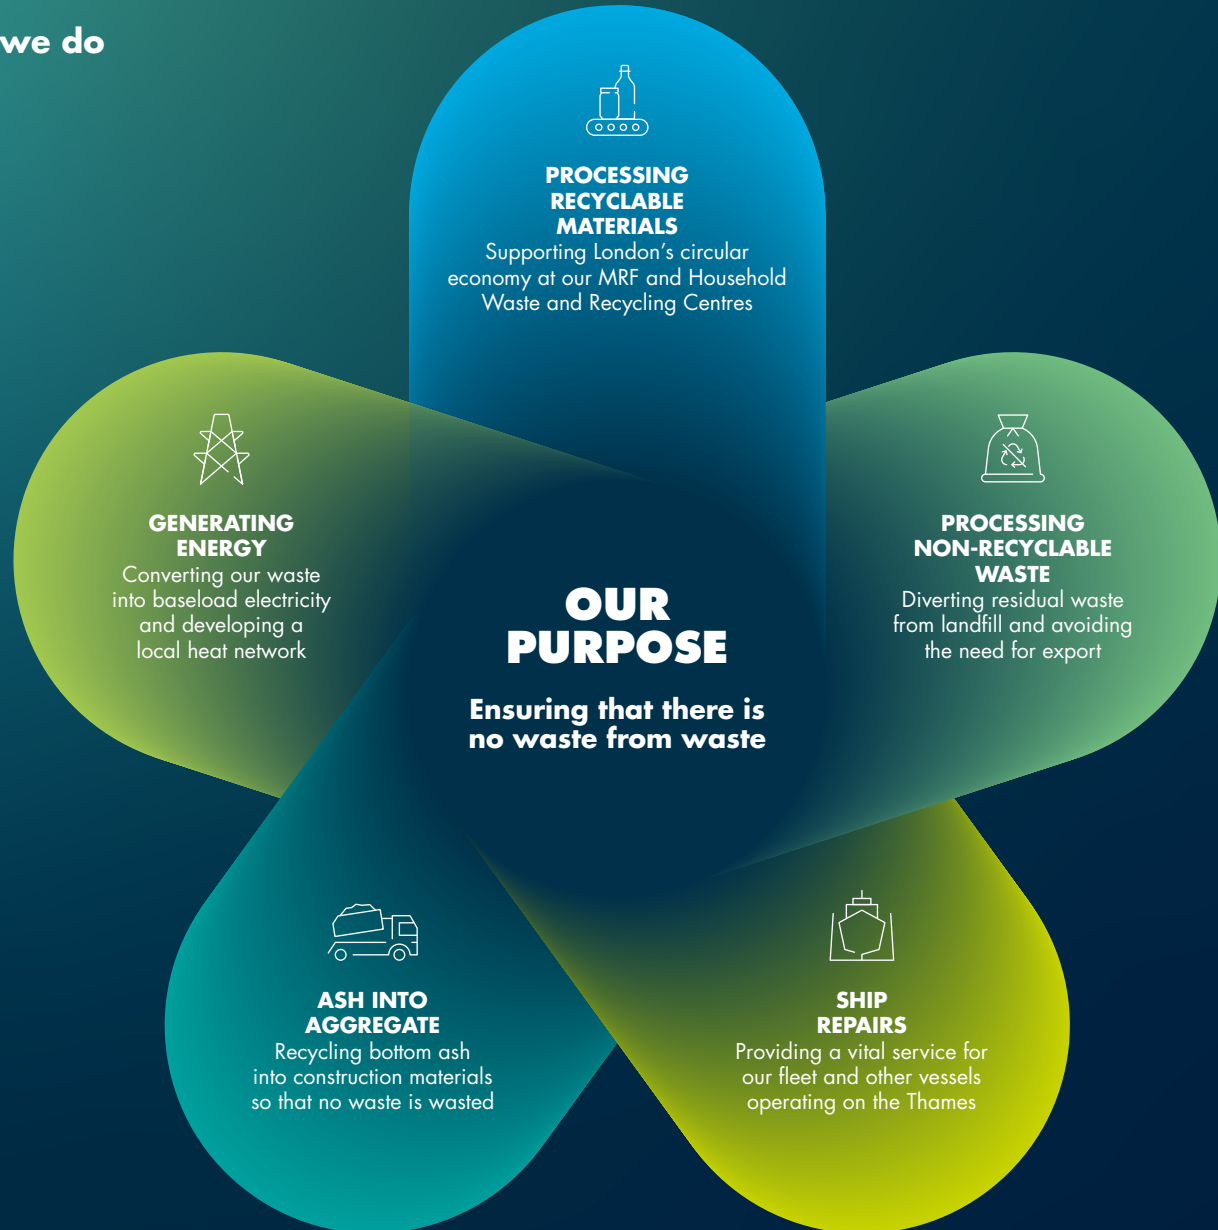 we do
PROCESSING
RECYCLABLE
MATERIALS
Supporting London's circular
economy at our MRF and Household
Waste and Recycling Centres
GENERATING
ENERGY
Converting our waste
into baseload electricity
and developing a
local heat network
PROCESSING
NON-RECYCLABLE
WASTE
Diverting residual waste
from landfill and avoiding
the need for export
OUR
PURPOSE
Ensuring that there is
no waste from waste
ASH INTO
AGGREGATE
Recycling bottom ash
into construction materials
so that no waste is wasted
SHIP
REPAIRS
Providing a vital service for
our fleet and other vessels
operating on the Thames